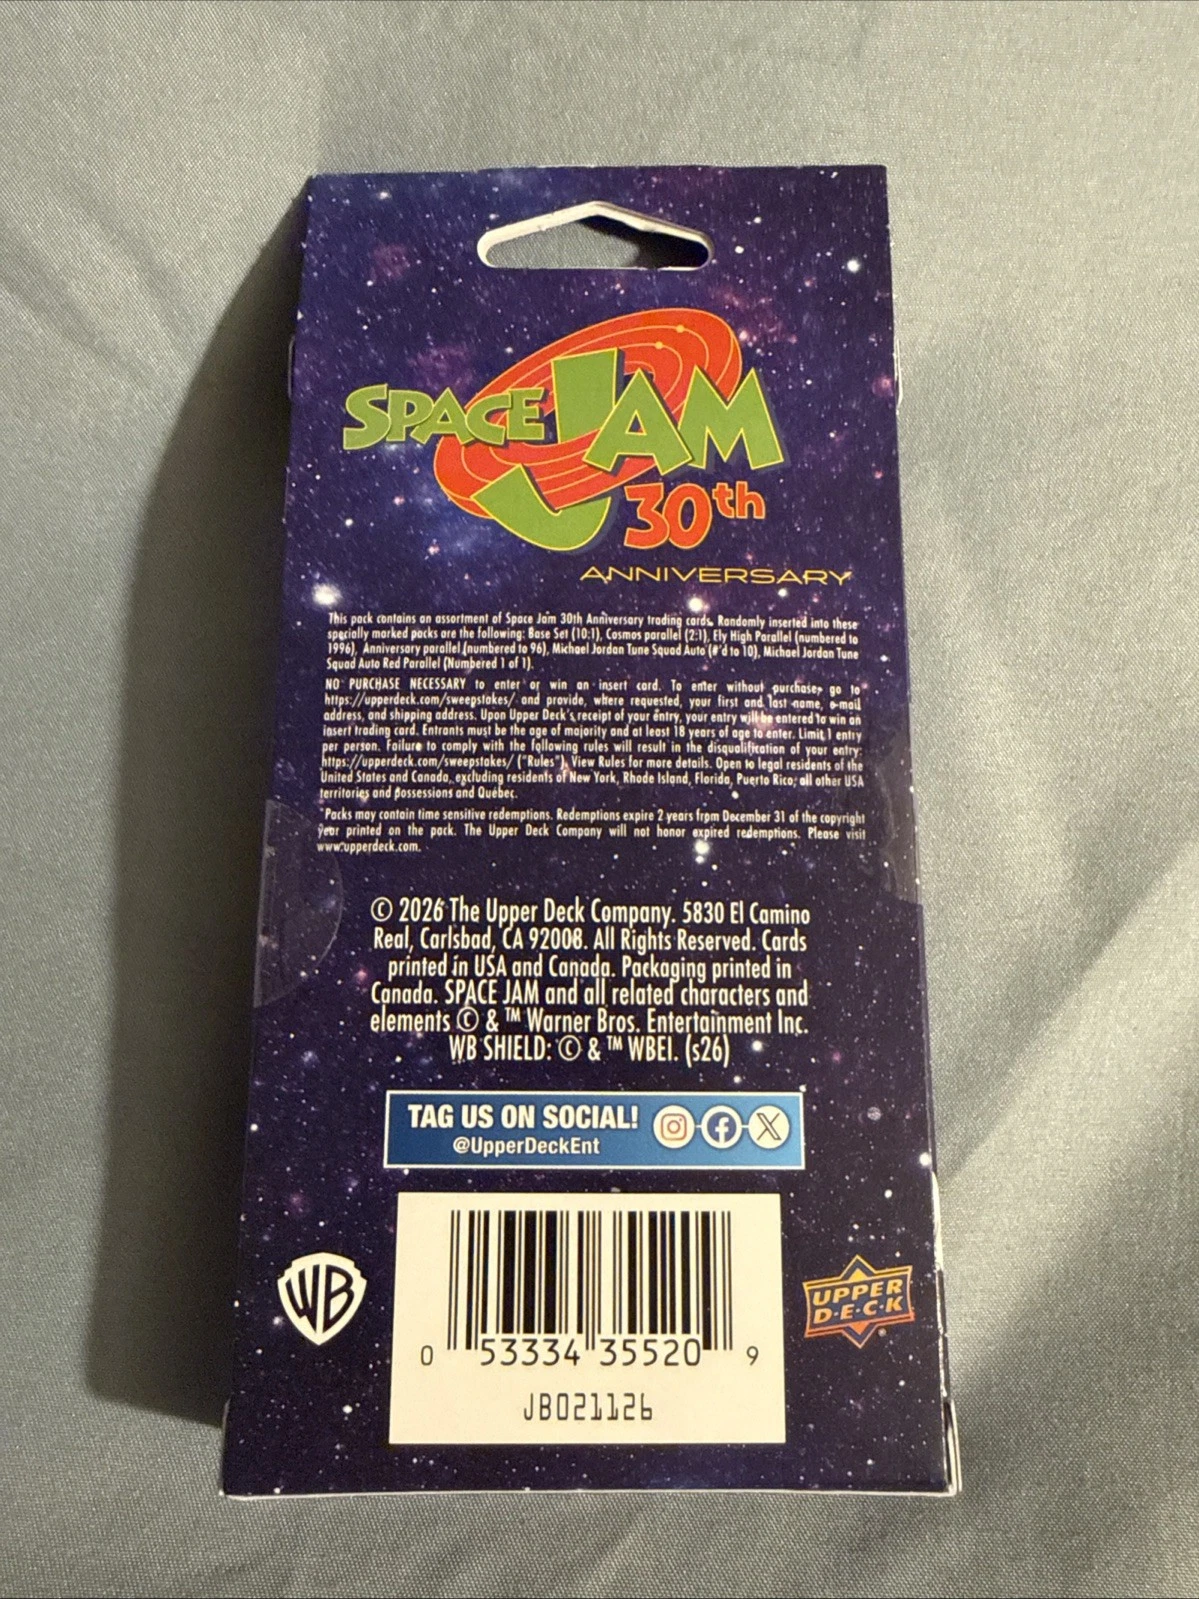 SPACE JAM
30th
ANNIVERSARY
This pack contains an assortment of Space Jam 30th Anniversary trading cards. Randomly inserted into these
specially marked packs are the following: Base Set (10:1), Cosmos parallel (2:1), Fly High Parallel (numbered to
1996), Anniversary parallel (numbered to 96), Michael Jordan Tune Squad Auto (#'d to 10), Michael Jordan Tune
Squad Auto Red Parallel (Numbered 1 of 1).
NO PURCHASE NECESSARY to enter or win an insert card. To enter without purchase, go to
https://upperdeck.com/sweepstakes/ and provide, where requested, your first and last name, e-mail
address, and shipping address. Upon Upper Deck's receipt of your entry, your entry will be entered to win an
insert trading card. Entrants must be the age of majority and at least 18 years of age to enter. Limit 1 entry
per person. Failure to comply with the following rules will result in the disqualification of your entry:
https://upperdeck.com/sweepstakes/ ("Rules"). View Rules for more details. Open to legal residents of the
United States and Canada, excluding residents of New York, Rhode Island, Florida, Puerto Rico, all other USA
territories and possessions and Québec.
Packs may contain time sensitive redemptions. Redemptions expire 2 years from December 31 of the copyright
year printed on the pack. The Upper Deck Company will not honor expired redemptions. Please visit
www.upperdeck.com.
© 2026 The Upper Deck Company. 5830 El Camino
Real, Carlsbad, CA 92008. All Rights Reserved. Cards
printed in USA and Canada. Packaging printed in
Canada. SPACE JAM and all related characters and
elements © & ™ Warner Bros. Entertainment Inc.
WB SHIELD: © & ™ WBEI. (s26)
TAG US ON SOCIAL!
@UpperDeckEnt
WB
UPPER
D·E·C·K
0 53334 35520 9
JB021126